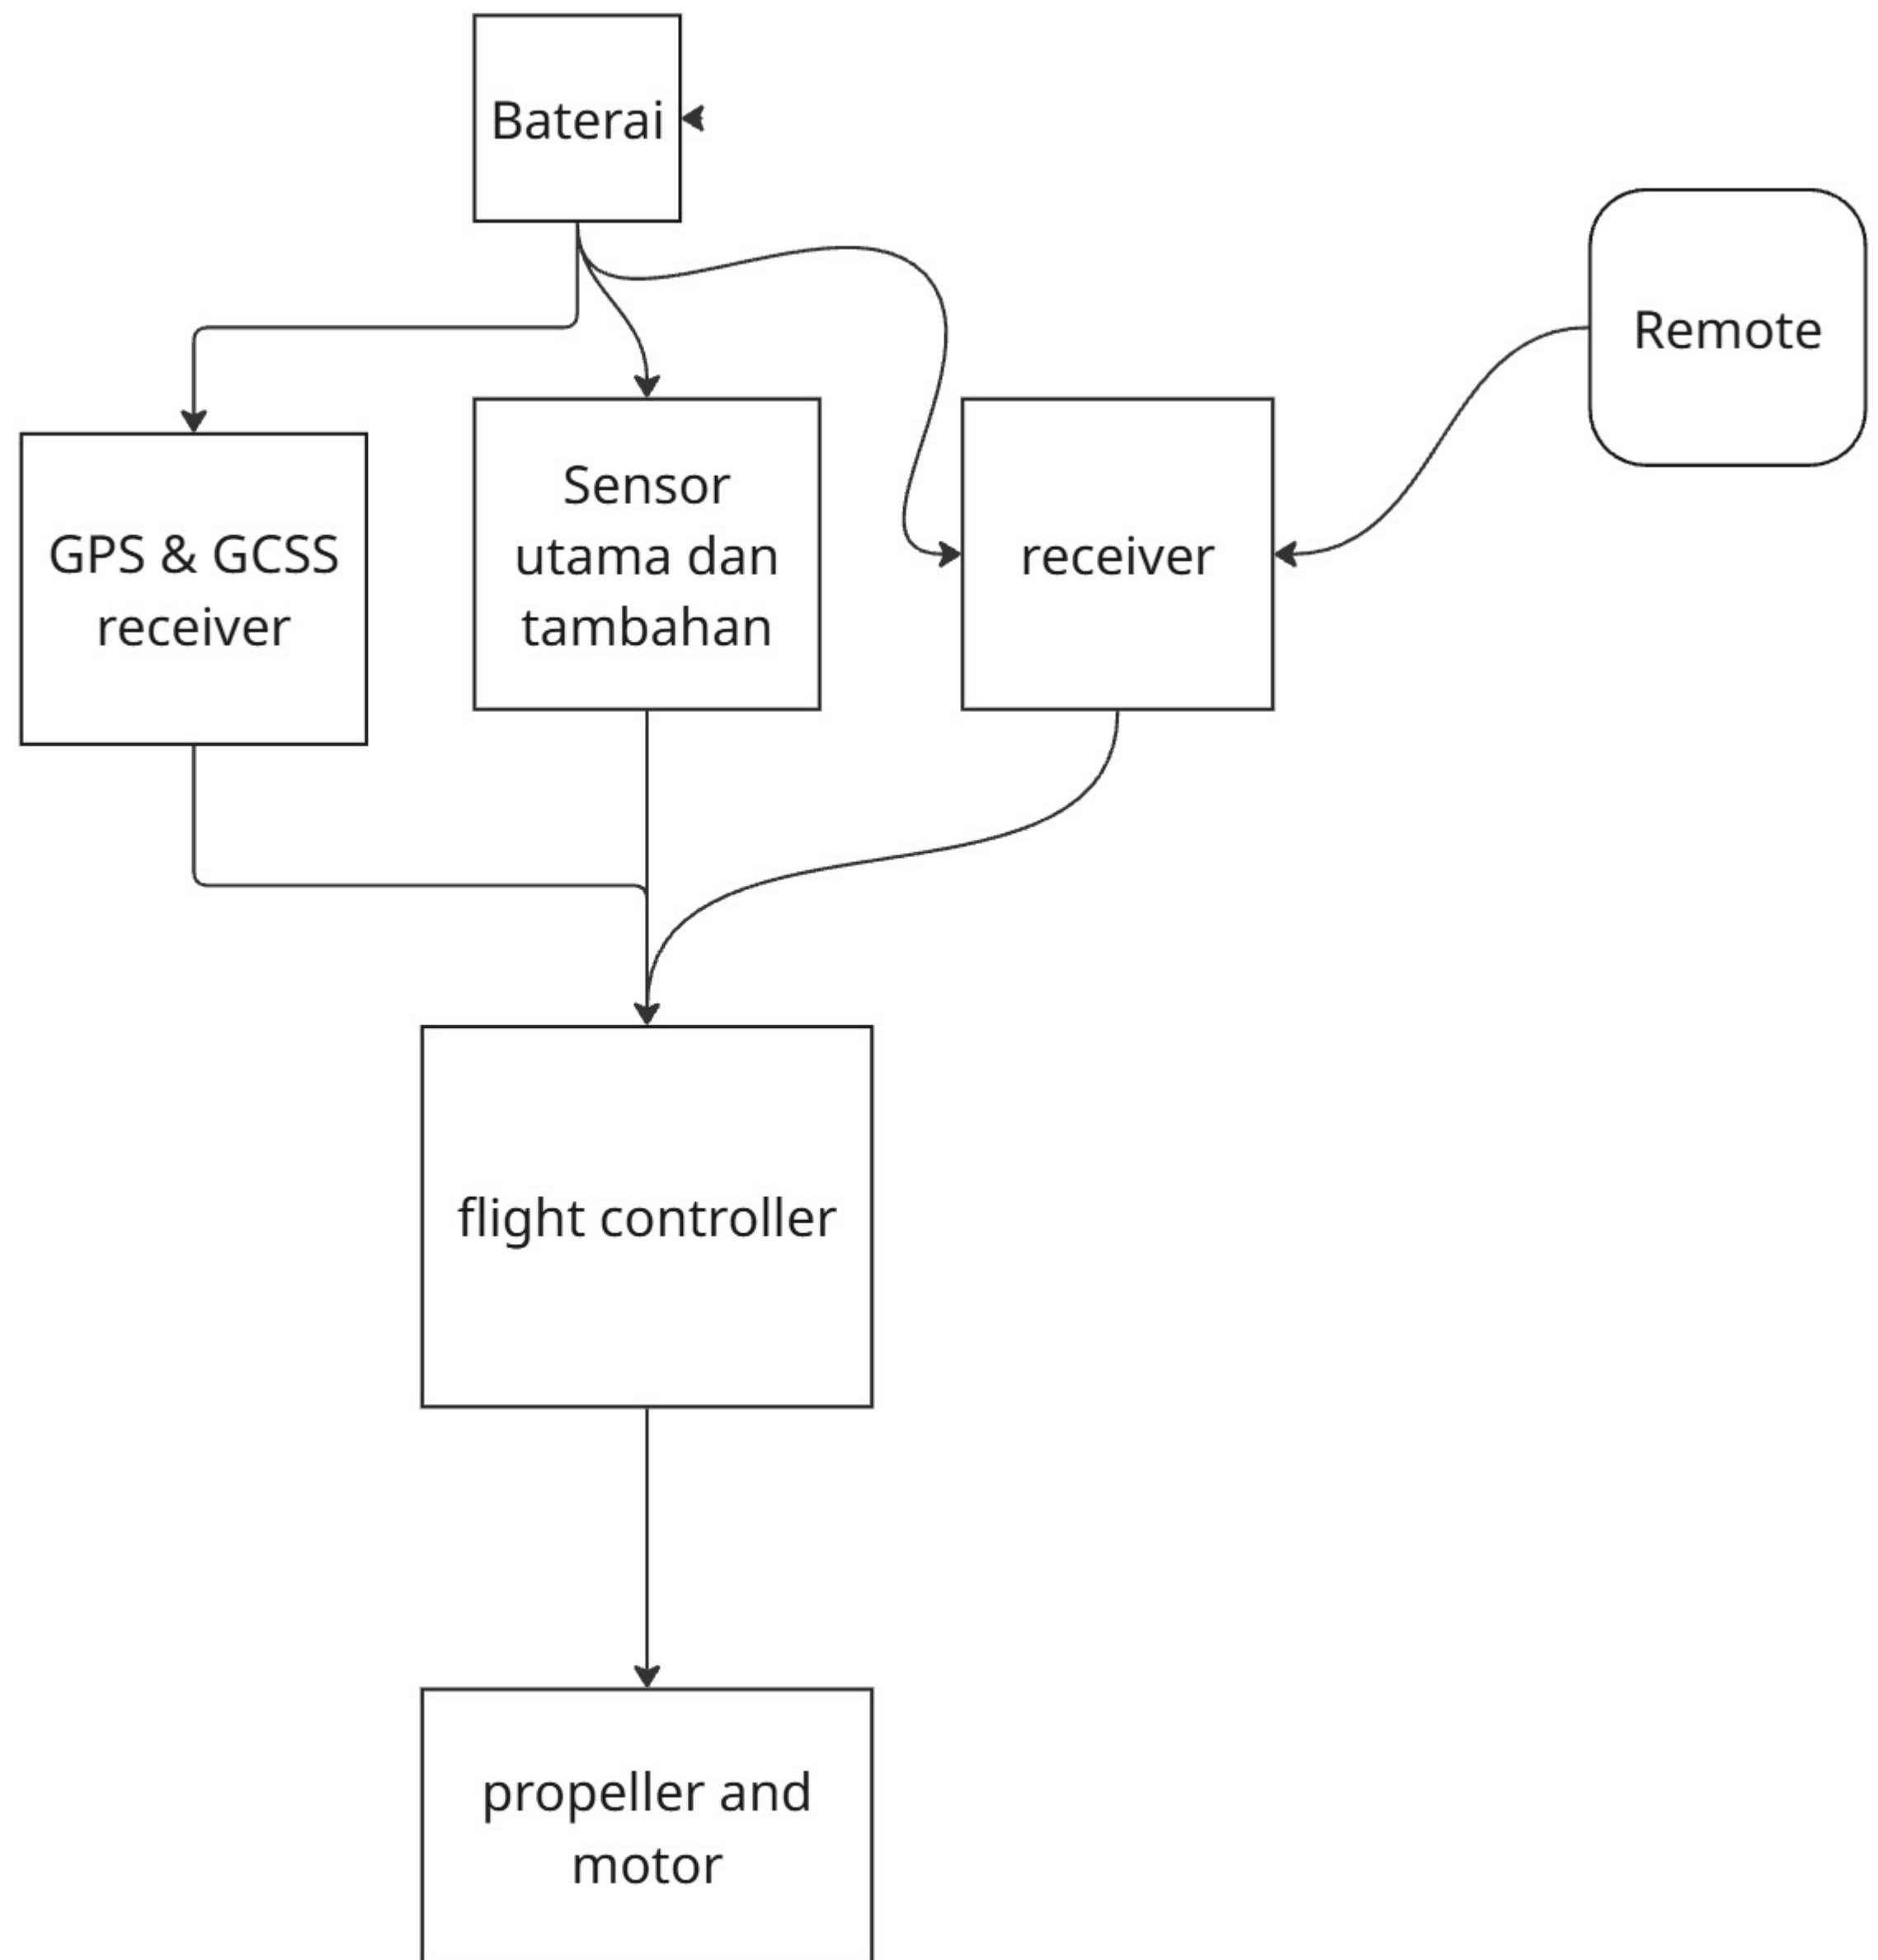 Baterai
Remote
GPS & GCSS
receiver
Sensor
utama dan
tambahan
receiver
flight controller
propeller and
motor